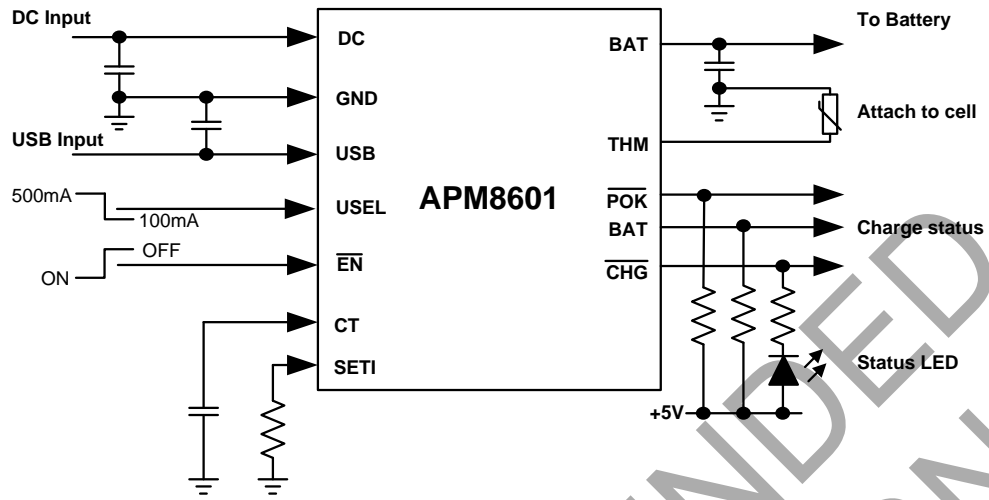 DC Input
DC
BAT
To Battery
GND
Attach to cell
USB Input
USB
THM
500mA
100mA
USEL
APM8601
POK
BAT
Charge status
OFF
ON
EN
CHG
CT
SETI
Status LED
+5V
NDED